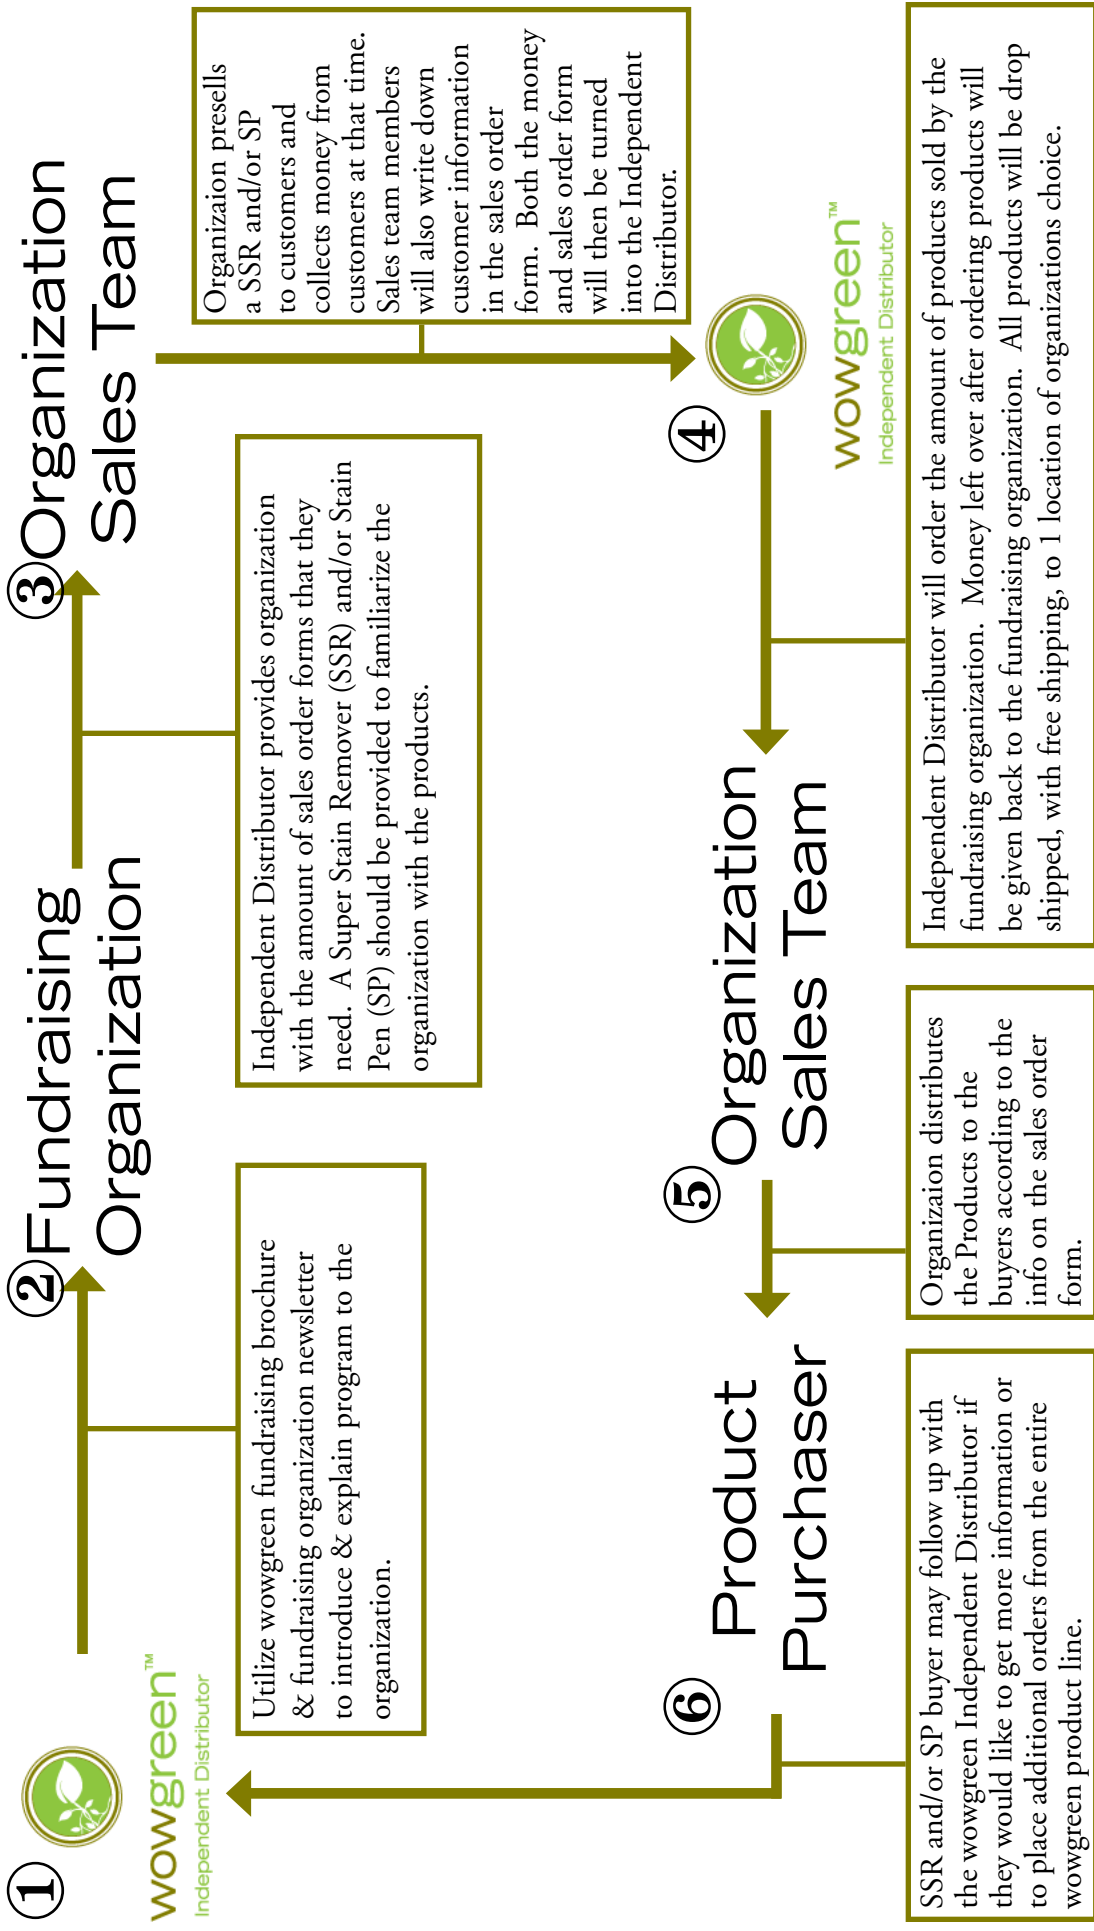 ①
wowgreen™
Independent Distributor
Utilize wowgreen fundraising brochure
& fundraising organization newsletter
to introduce & explain program to the
organization.
②
Fundraising
Organization
Independent Distributor provides organization
with the amount of sales order forms that they
need. A Super Stain Remover (SSR) and/or Stain
Pen (SP) should be provided to familiarize the
organization with the products.
③
Organization
Sales Team
Organizaion presells
a SSR and/or SP
to customers and
collects money from
customers at that time.
Sales team members
will also write down
customer information
in the sales order
form. Both the money
and sales order form
will then be turned
into the Independent
Distributor.
④
wowgreen™
Independent Distributor
Independent Distributor will order the amount of products sold by the
fundraising organization. Money left over after ordering products will
be given back to the fundraising organization. All products will be drop
shipped, with free shipping, to 1 location of organizations choice.
⑤
Organization
Sales Team
Organizaion distributes
the Products to the
buyers according to the
info on the sales order
form.
⑥
Product
Purchaser
SSR and/or SP buyer may follow up with
the wowgreen Independent Distributor if
they would like to get more information or
to place additional orders from the entire
wowgreen product line.